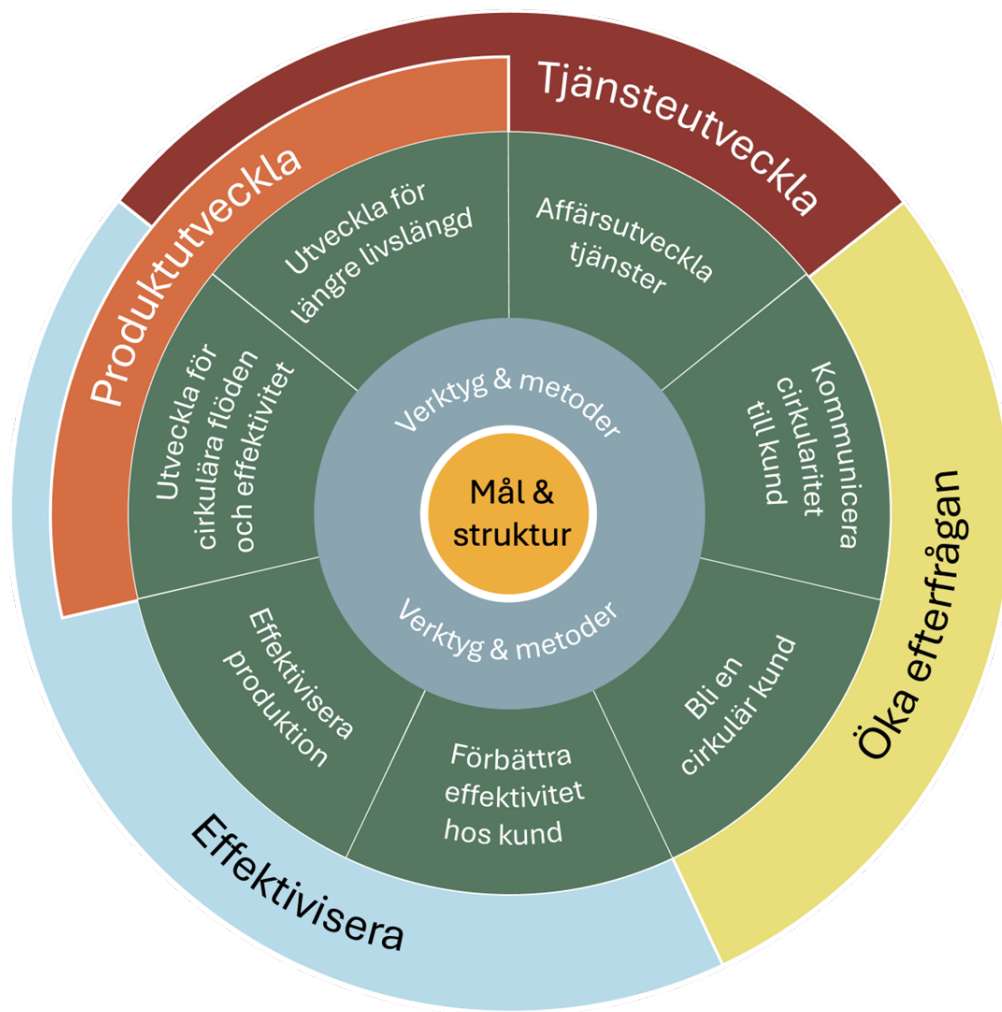 Tjänsteutveckla
Produktutveckla
Utveckla för
längre livslängd
Affärsutveckla
tjänster
Utveckla för
cirkulära flöden
och effektivitet
Kommunicera
cirkularitet
till kund
Verktyg & metoder
Mål &
struktur
Verktyg & metoder
Effektivisera
produktion
Förbättra
effektivitet
hos kund
Bli en
cirkulär kund
Öka efterfrågan
Effektivisera